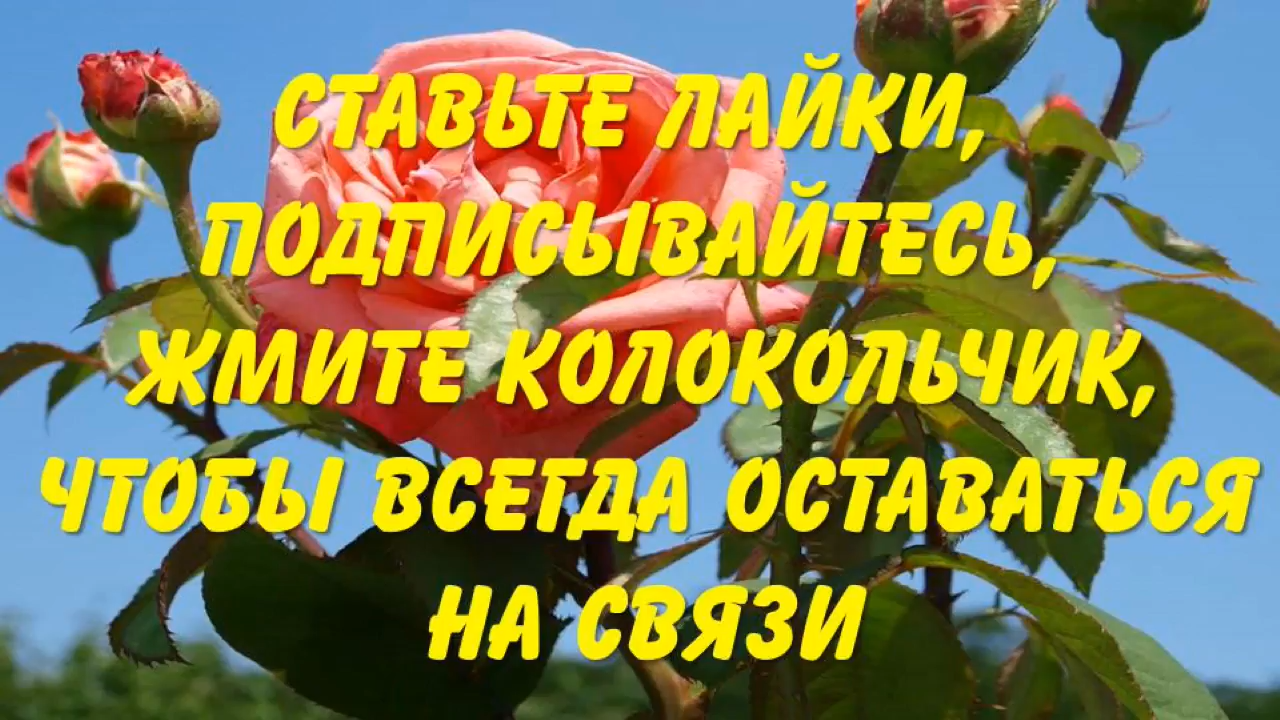 СТАВЬТЕ ЛАЙКИ,
ПОДПИСЫВАЙТЕСЬ,
ЖМИТЕ КОЛОКОЛЬЧИК,
ЧТОБЫ ВСЕГДА ОСТАВАТЬСЯ
НА СВЯЗИ